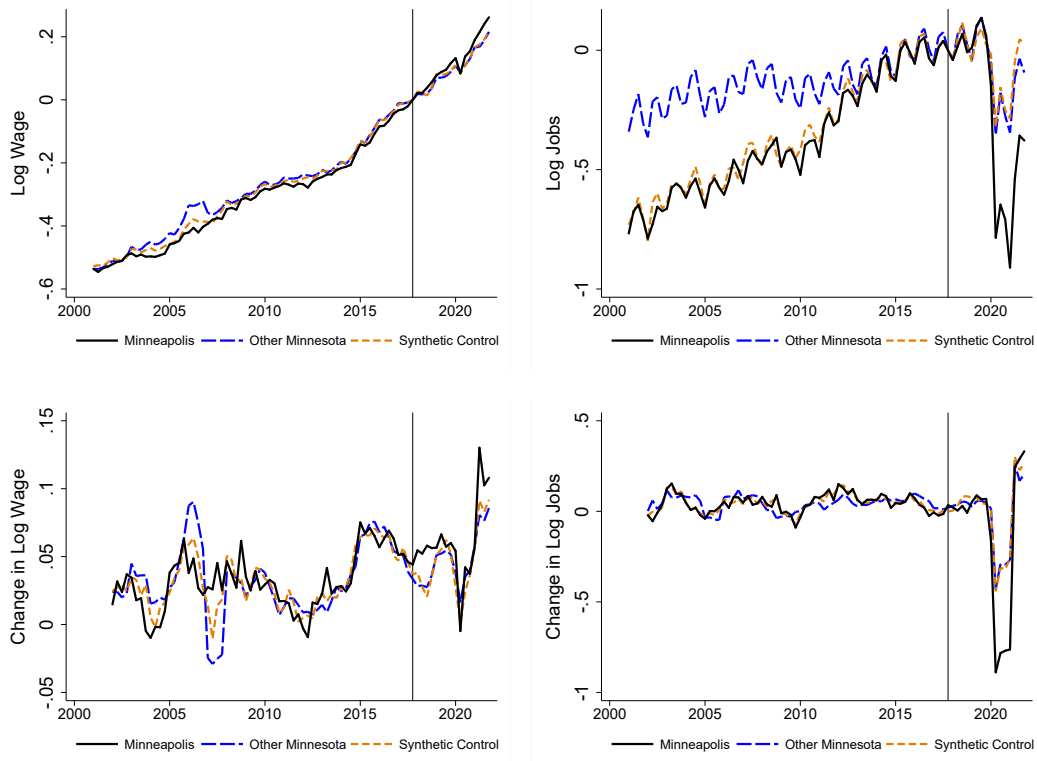 Log Wage
.2
0
-.2
-.4
-.6
2000 2005 2010 2015 2020
Minneapolis Other Minnesota Synthetic Control
Log Jobs
0
-.5
-1
2000 2005 2010 2015 2020
Minneapolis Other Minnesota Synthetic Control
Change in Log Wage
.15
.1
.05
0
-.05
2000 2005 2010 2015 2020
Minneapolis Other Minnesota Synthetic Control
Change in Log Jobs
.5
0
-.5
-1
2000 2005 2010 2015 2020
Minneapolis Other Minnesota Synthetic Control